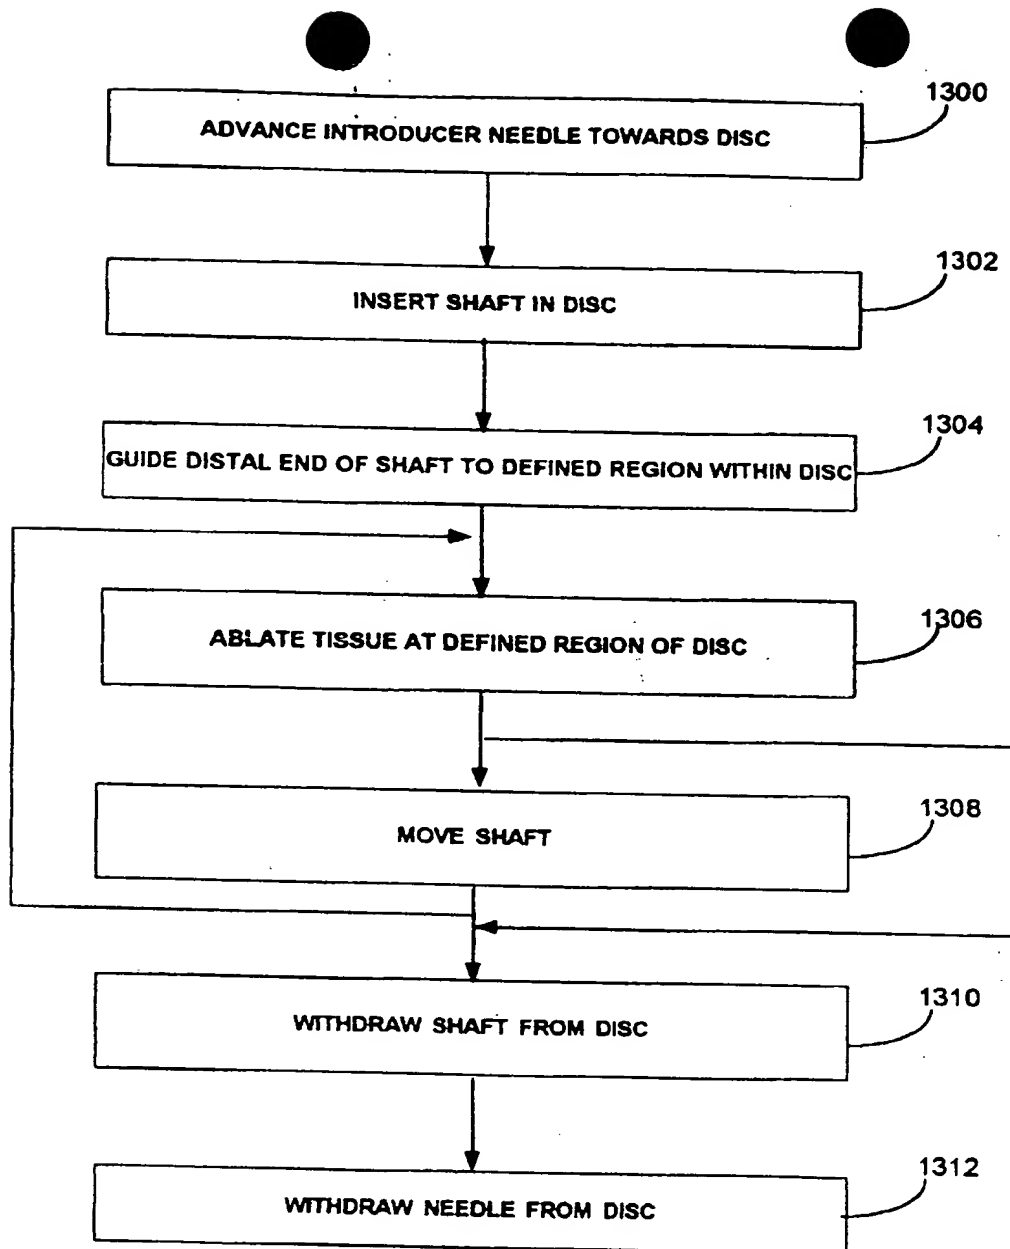 1300
ADVANCE INTRODUCER NEEDLE TOWARDS DISC
1302
INSERT SHAFT IN DISC
1304
GUIDE DISTAL END OF SHAFT TO DEFINED REGION WITHIN DISC
1306
ABLATE TISSUE AT DEFINED REGION OF DISC
1308
MOVE SHAFT
1310
WITHDRAW SHAFT FROM DISC
1312
WITHDRAW NEEDLE FROM DISC